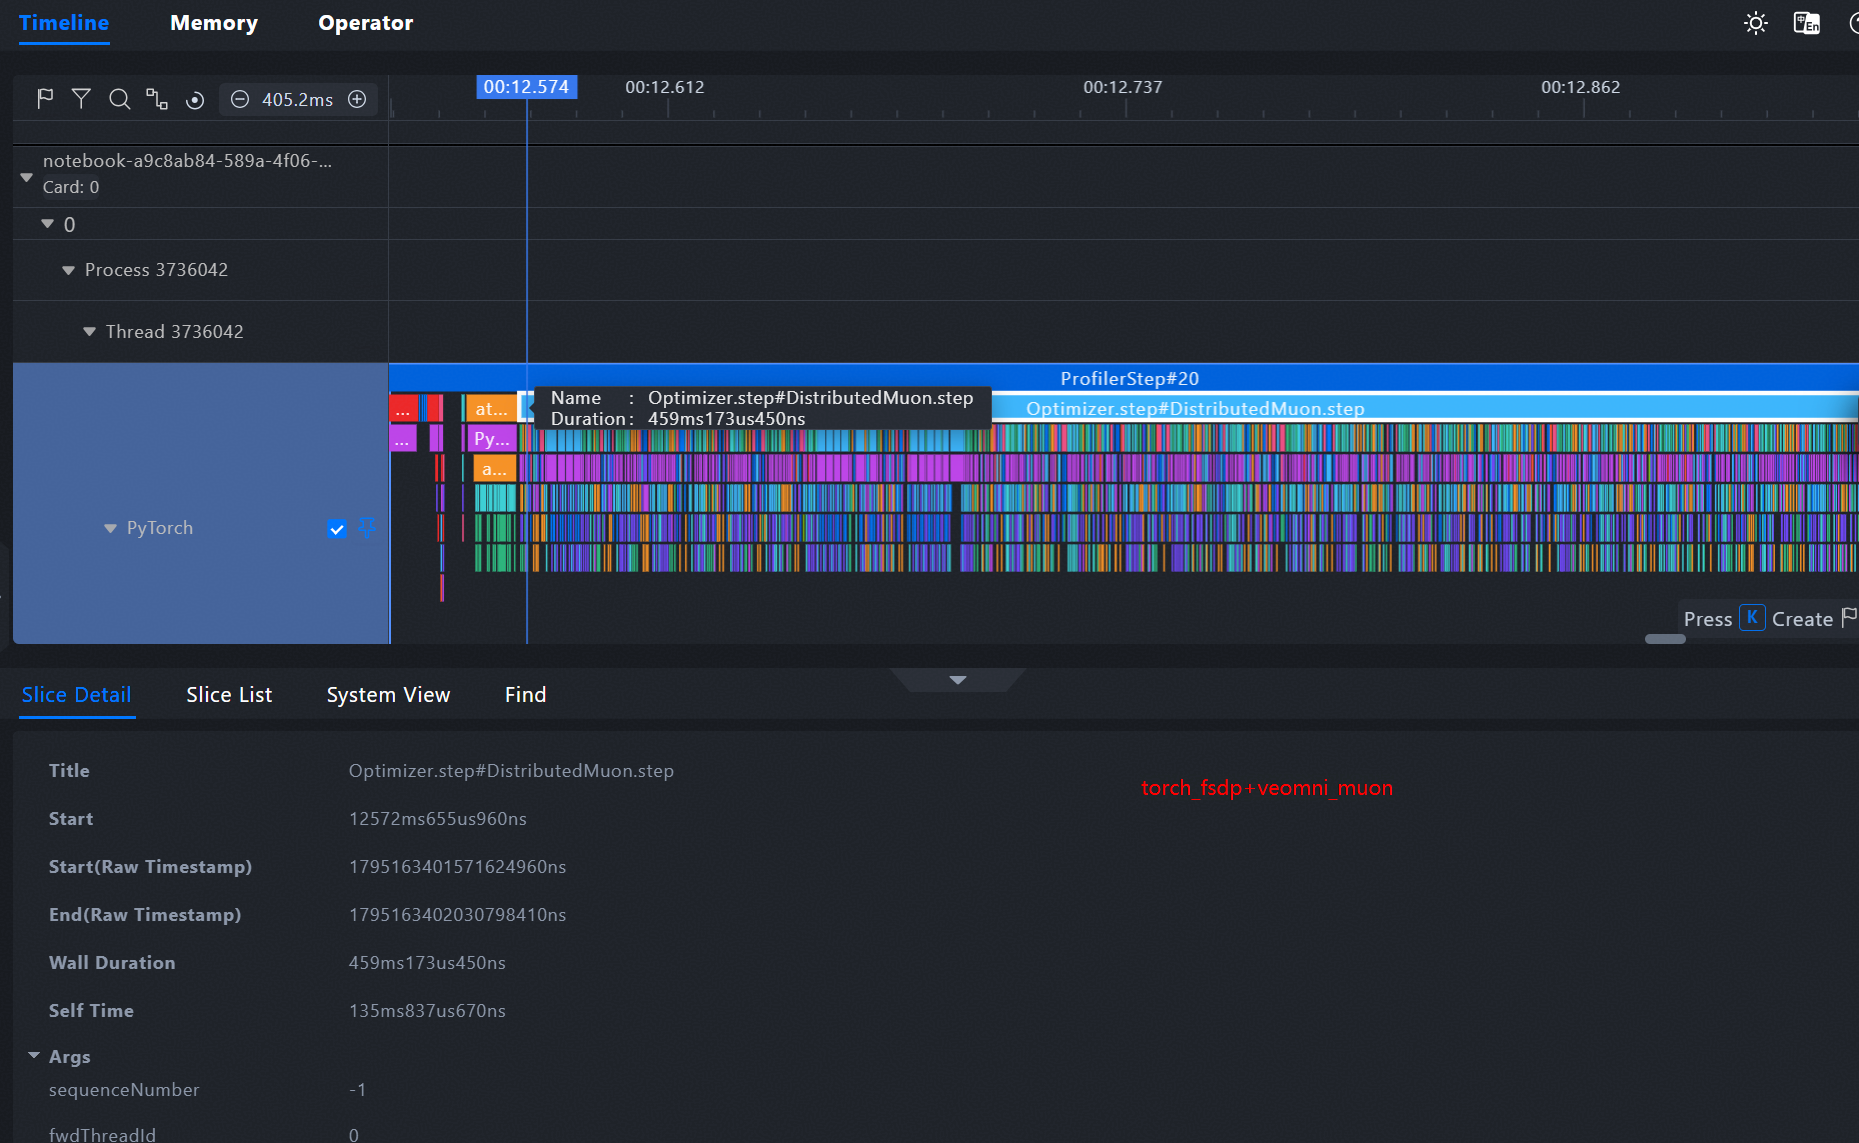 Timeline Memory Operator
405.2ms 00:12.574 00:12.612 00:12.737 00:12.862
notebook-a9c8ab84-589a-4f06-...
Card: 0
0
Process 3736042
Thread 3736042
ProfilerStep#20
... at... Optimizer.step#DistributedMuon.step
Name : Optimizer.step#DistributedMuon.step
Duration : 459ms173us450ns
... Py...
a...
PyTorch
Press K Create
Slice Detail Slice List System View Find
Title Optimizer.step#DistributedMuon.step
torch_fsdp+veomni_muon
Start 12572ms655us960ns
Start(Raw Timestamp) 1795163401571624960ns
End(Raw Timestamp) 1795163402030798410ns
Wall Duration 459ms173us450ns
Self Time 135ms837us670ns
Args
sequenceNumber -1
fwdThreadId 0